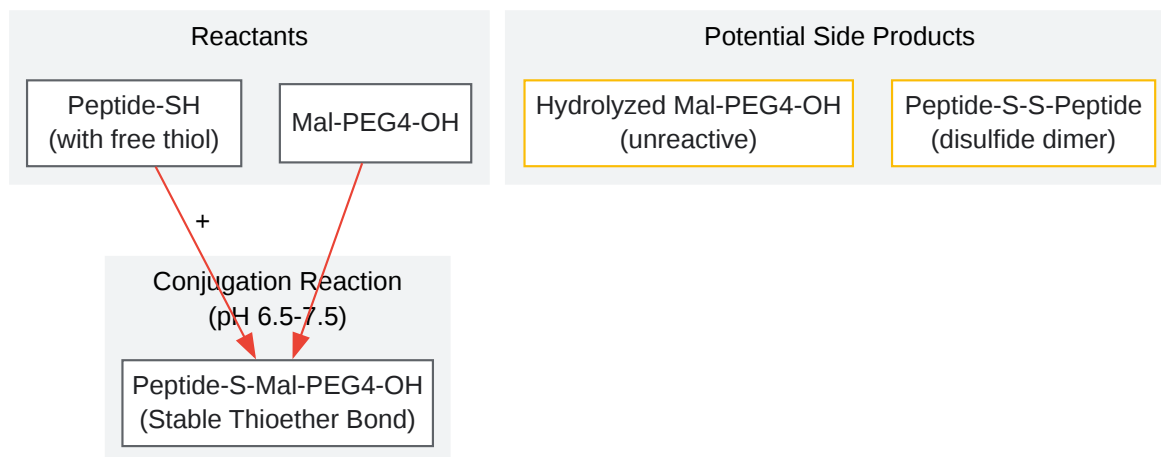 Reactants
Peptide-SH
(with free thiol)
Mal-PEG4-OH
Potential Side Products
Hydrolyzed Mal-PEG4-OH
(unreactive)
Peptide-S-S-Peptide
(disulfide dimer)
+
Conjugation Reaction
(pH 6.5-7.5)
Peptide-S-Mal-PEG4-OH
(Stable Thioether Bond)